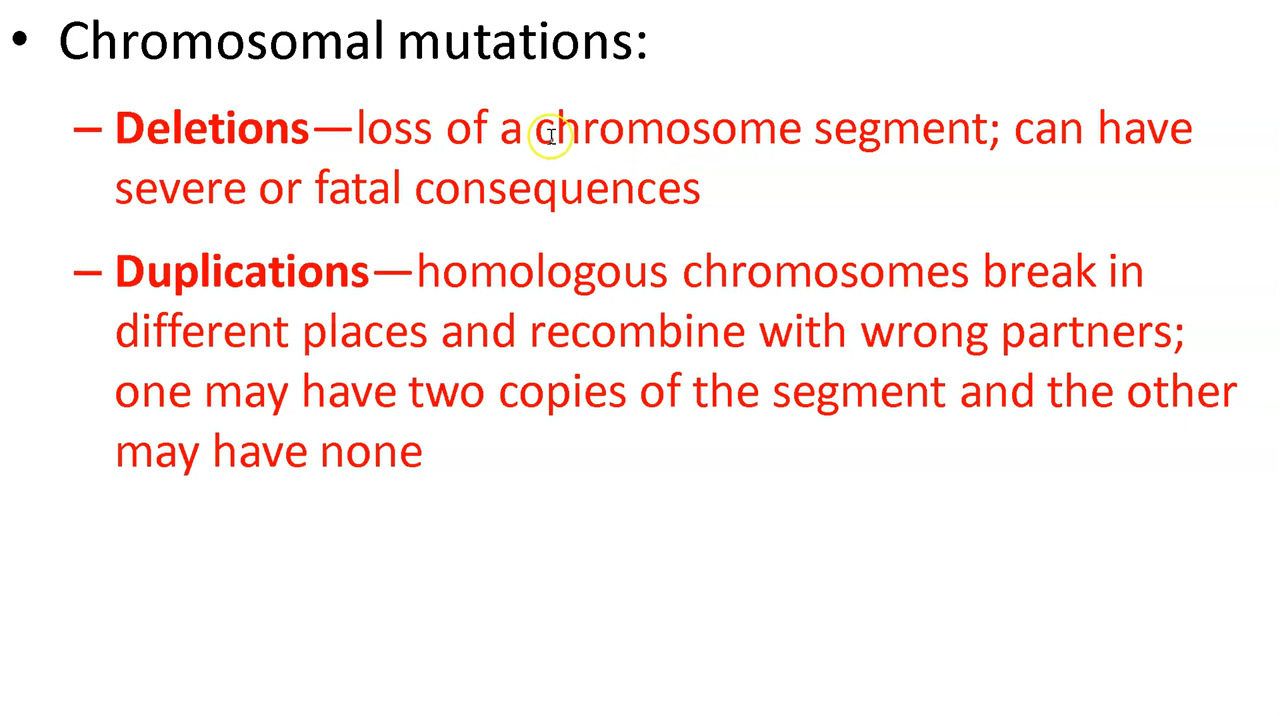 • Chromosomal mutations:
– Deletions—loss of a chromosome segment; can have
severe or fatal consequences
– Duplications—homologous chromosomes break in
different places and recombine with wrong partners;
one may have two copies of the segment and the other
may have none